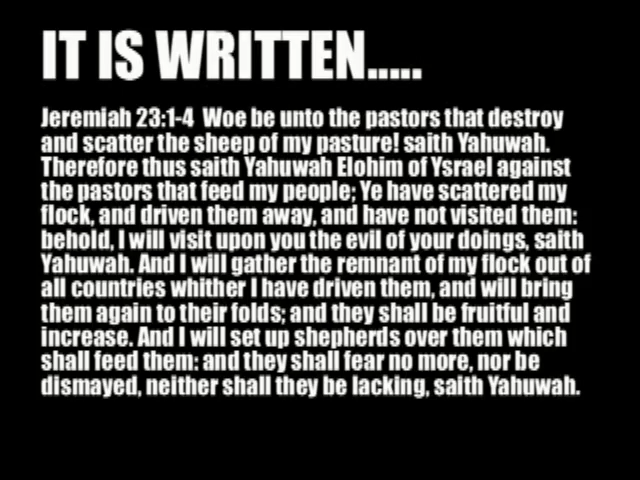 IT IS WRITTEN.....
Jeremiah 23:1-4 Woe be unto the pastors that destroy
and scatter the sheep of my pasture! saith Yahuwah.
Therefore thus saith Yahuwah Elohim of Ysrael against
the pastors that feed my people; Ye have scattered my
flock, and driven them away, and have not visited them:
behold, I will visit upon you the evil of your doings, saith
Yahuwah. And I will gather the remnant of my flock out of
all countries whither I have driven them, and will bring
them again to their folds; and they shall be fruitful and
increase. And I will set up shepherds over them which
shall feed them: and they shall fear no more, nor be
dismayed, neither shall they be lacking, saith Yahuwah.